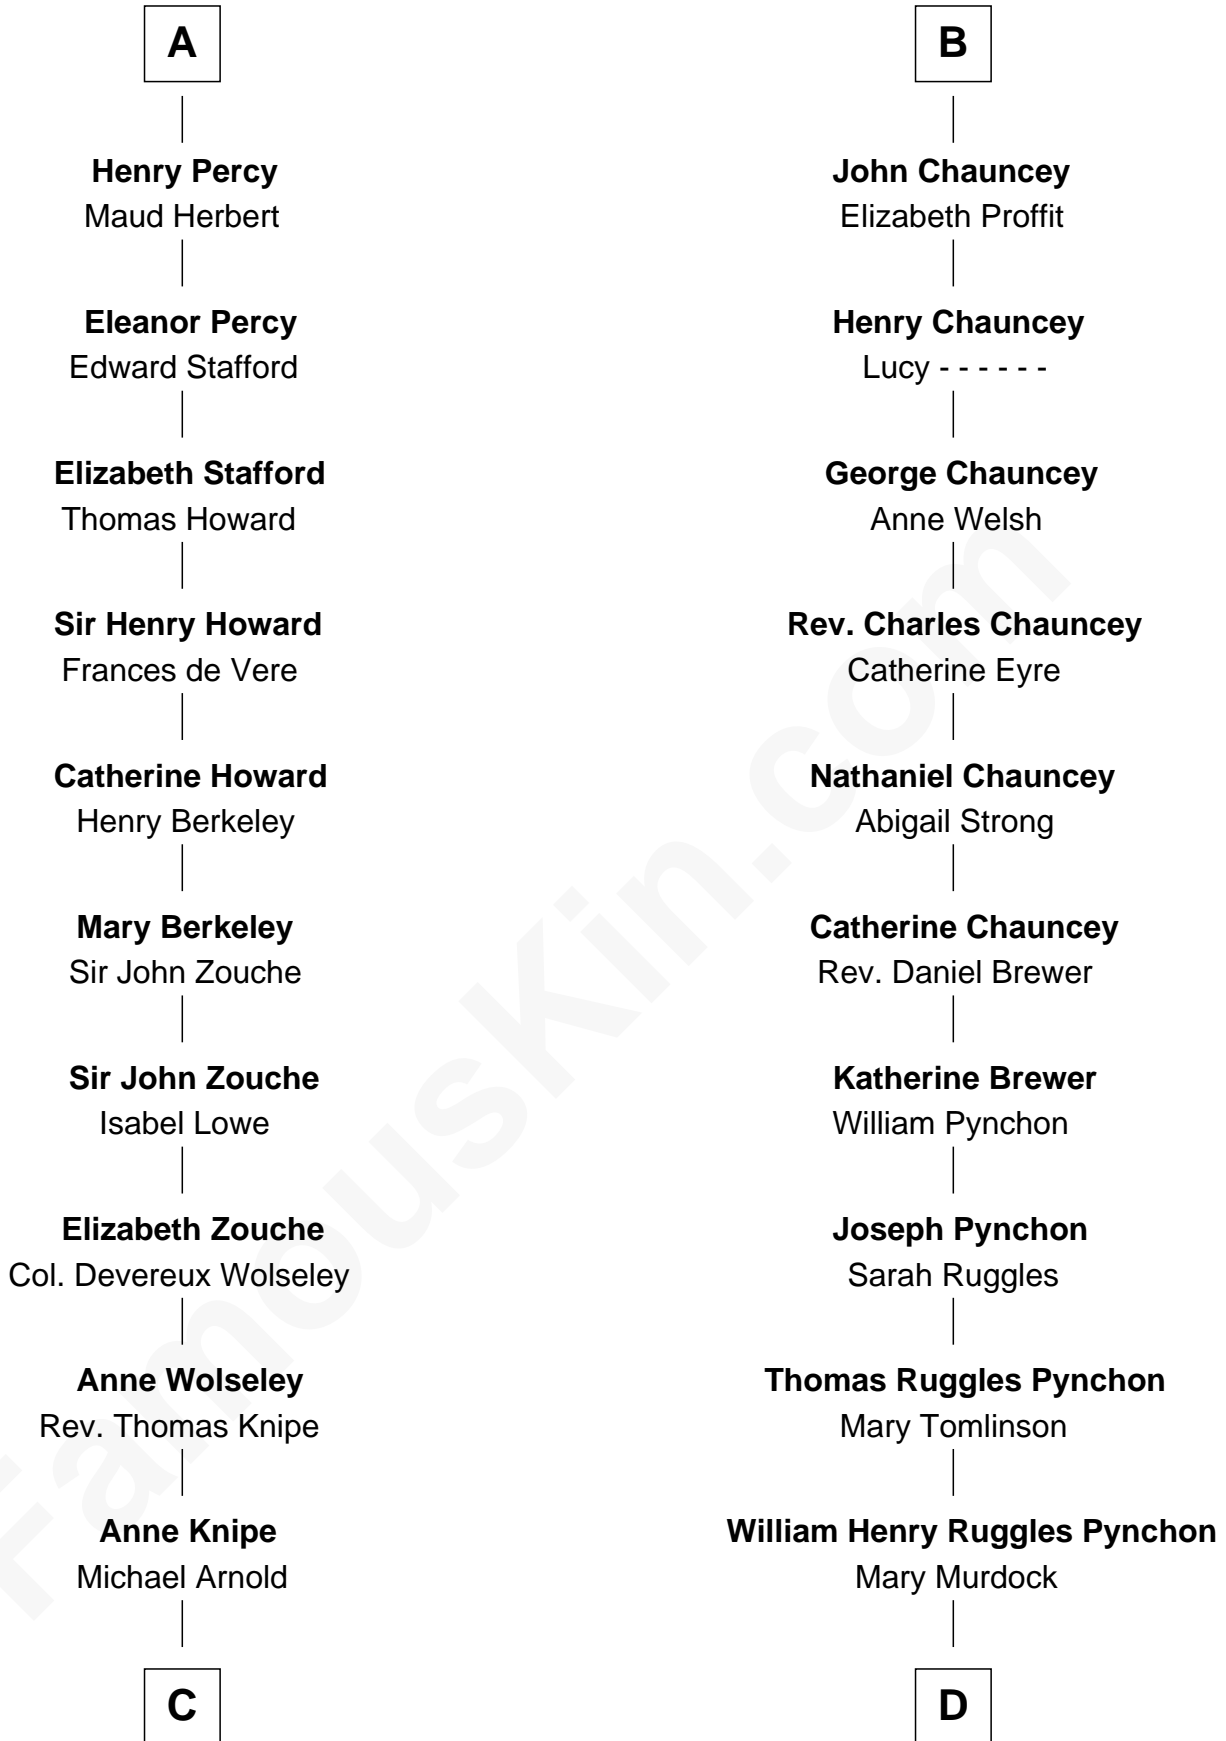 A
Henry Percy
Maud Herbert
Eleanor Percy
Edward Stafford
Elizabeth Stafford
Thomas Howard
Sir Henry Howard
Frances de Vere
Catherine Howard
Henry Berkeley
Mary Berkeley
Sir John Zouche
Sir John Zouche
Isabel Lowe
Elizabeth Zouche
Col. Devereux Wolseley
Anne Wolseley
Rev. Thomas Knipe
Anne Knipe
Michael Arnold
C
B
John Chauncey
Elizabeth Proffit
Henry Chauncey
Lucy - - - - - -
George Chauncey
Anne Welsh
Rev. Charles Chauncey
Catherine Eyre
Nathaniel Chauncey
Abigail Strong
Catherine Chauncey
Rev. Daniel Brewer
Katherine Brewer
William Pynchon
Joseph Pynchon
Sarah Ruggles
Thomas Ruggles Pynchon
Mary Tomlinson
William Henry Ruggles Pynchon
Mary Murdock
D
FamousKin.com